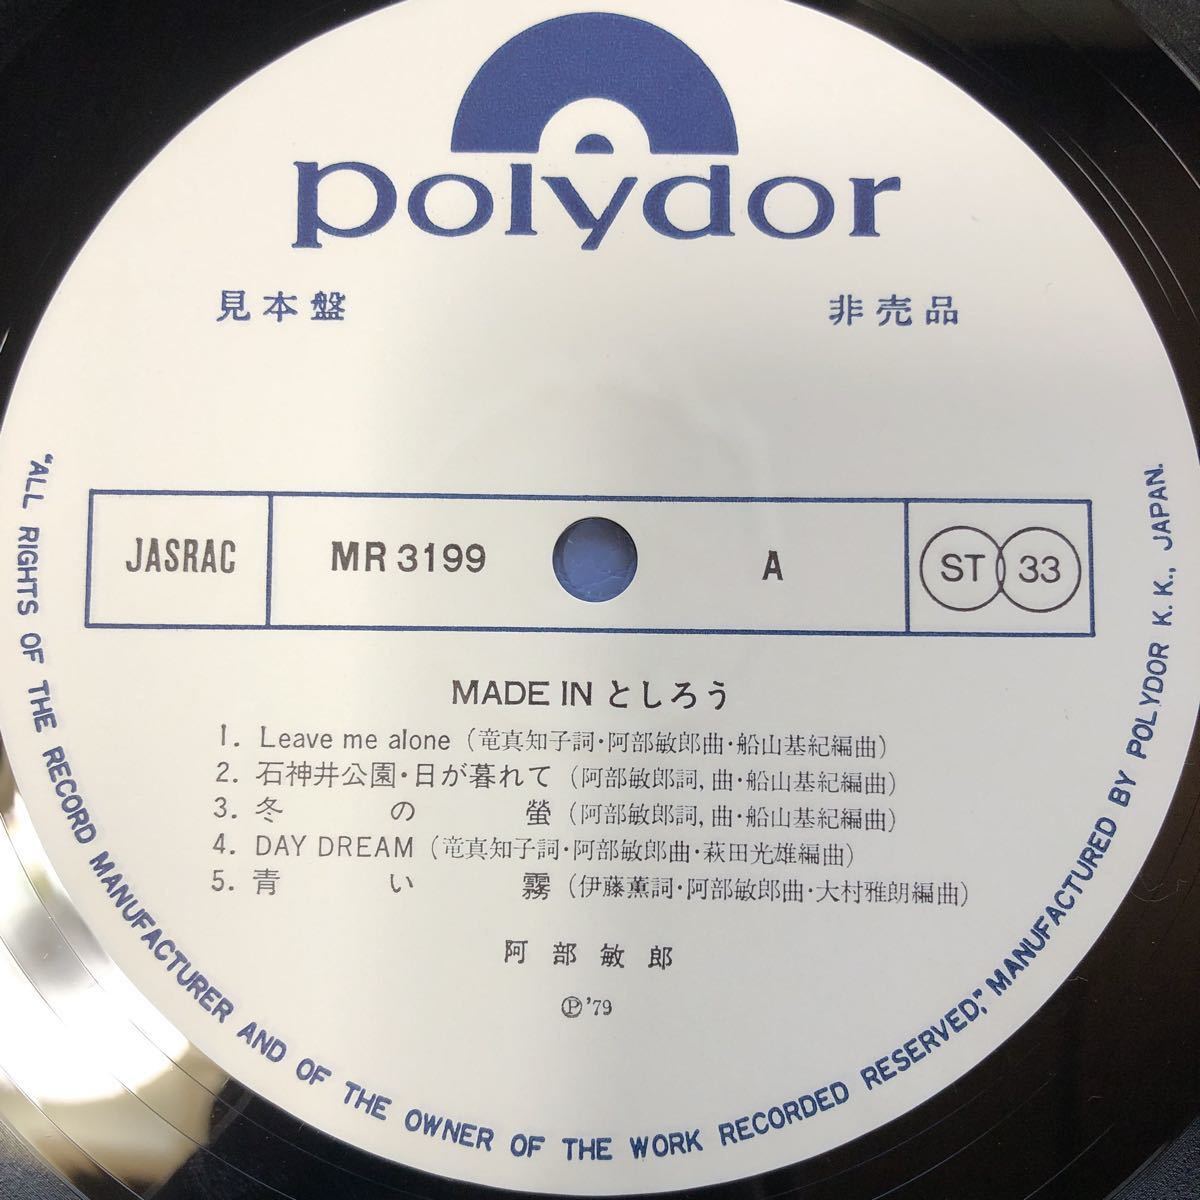 polydor
見本盤
非売品
JASRAC
MR 3199
A
ST 33
MADE IN としろう
1. Leave me alone (竜真知子詞・阿部敏郎曲・船山基紀編曲)
2. 石神井公園・日が暮れて (阿部敏郎詞, 曲・船山基紀編曲)
3. 冬の螢 (阿部敏郎詞, 曲・船山基紀編曲)
4. DAY DREAM (竜真知子詞・阿部敏郎曲・萩田光雄編曲)
5. 青い霧 (伊藤薫詞・阿部敏郎曲・大村雅朗編曲)
阿部敏郎
Ⓟ'79
"ALL RIGHTS OF THE RECORD MANUFACTURER AND OF THE OWNER OF THE WORK RECORDED RESERVED," MANUFACTURED BY POLYDOR K. K., JAPAN.